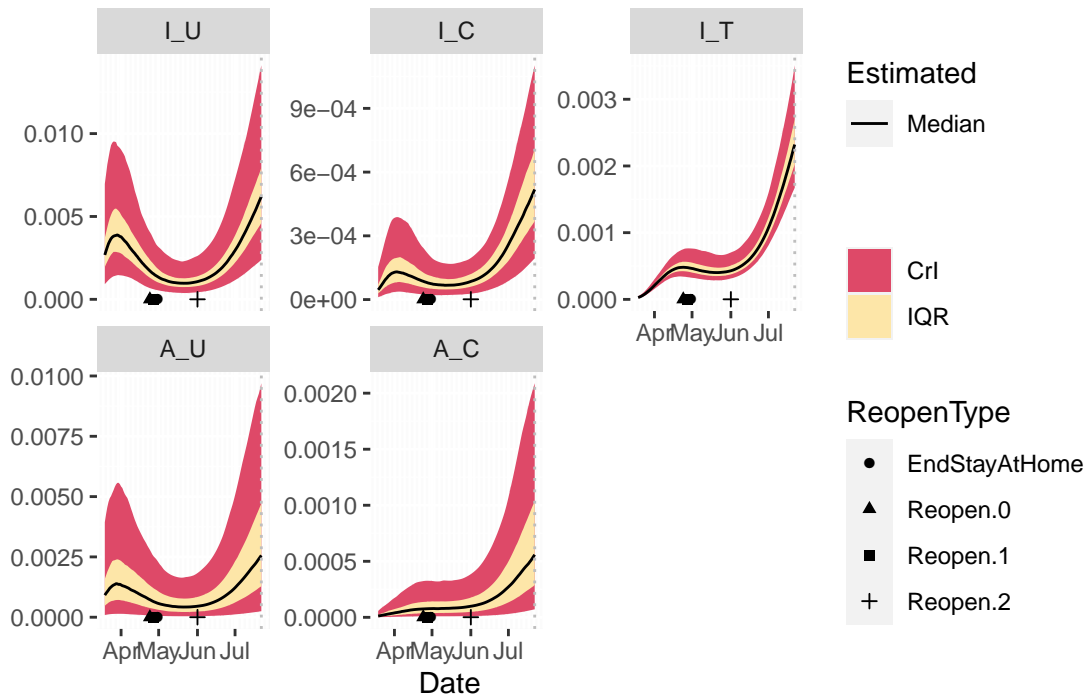 I_U
I_C
I_T
0.010
0.005
0.000
9e−04
6e−04
3e−04
0e+00
0.003
0.002
0.001
0.000
Apr May Jun Jul
A_U
A_C
0.0100
0.0075
0.0050
0.0025
0.0000
0.0020
0.0015
0.0010
0.0005
0.0000
Apr May Jun Jul
Apr May Jun Jul
Date
Estimated
Median
CrI
IQR
ReopenType
EndStayAtHome
Reopen.0
Reopen.1
Reopen.2